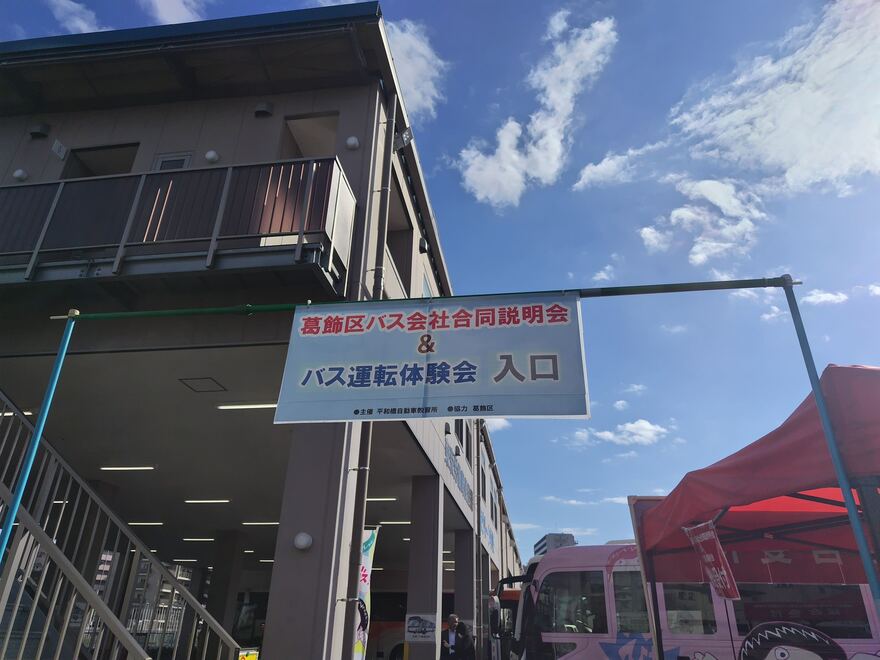 葛飾区バス会社合同説明会
&
バス運転体験会 入口
●主催 平和橋自動車教習所 ●協力 葛飾区